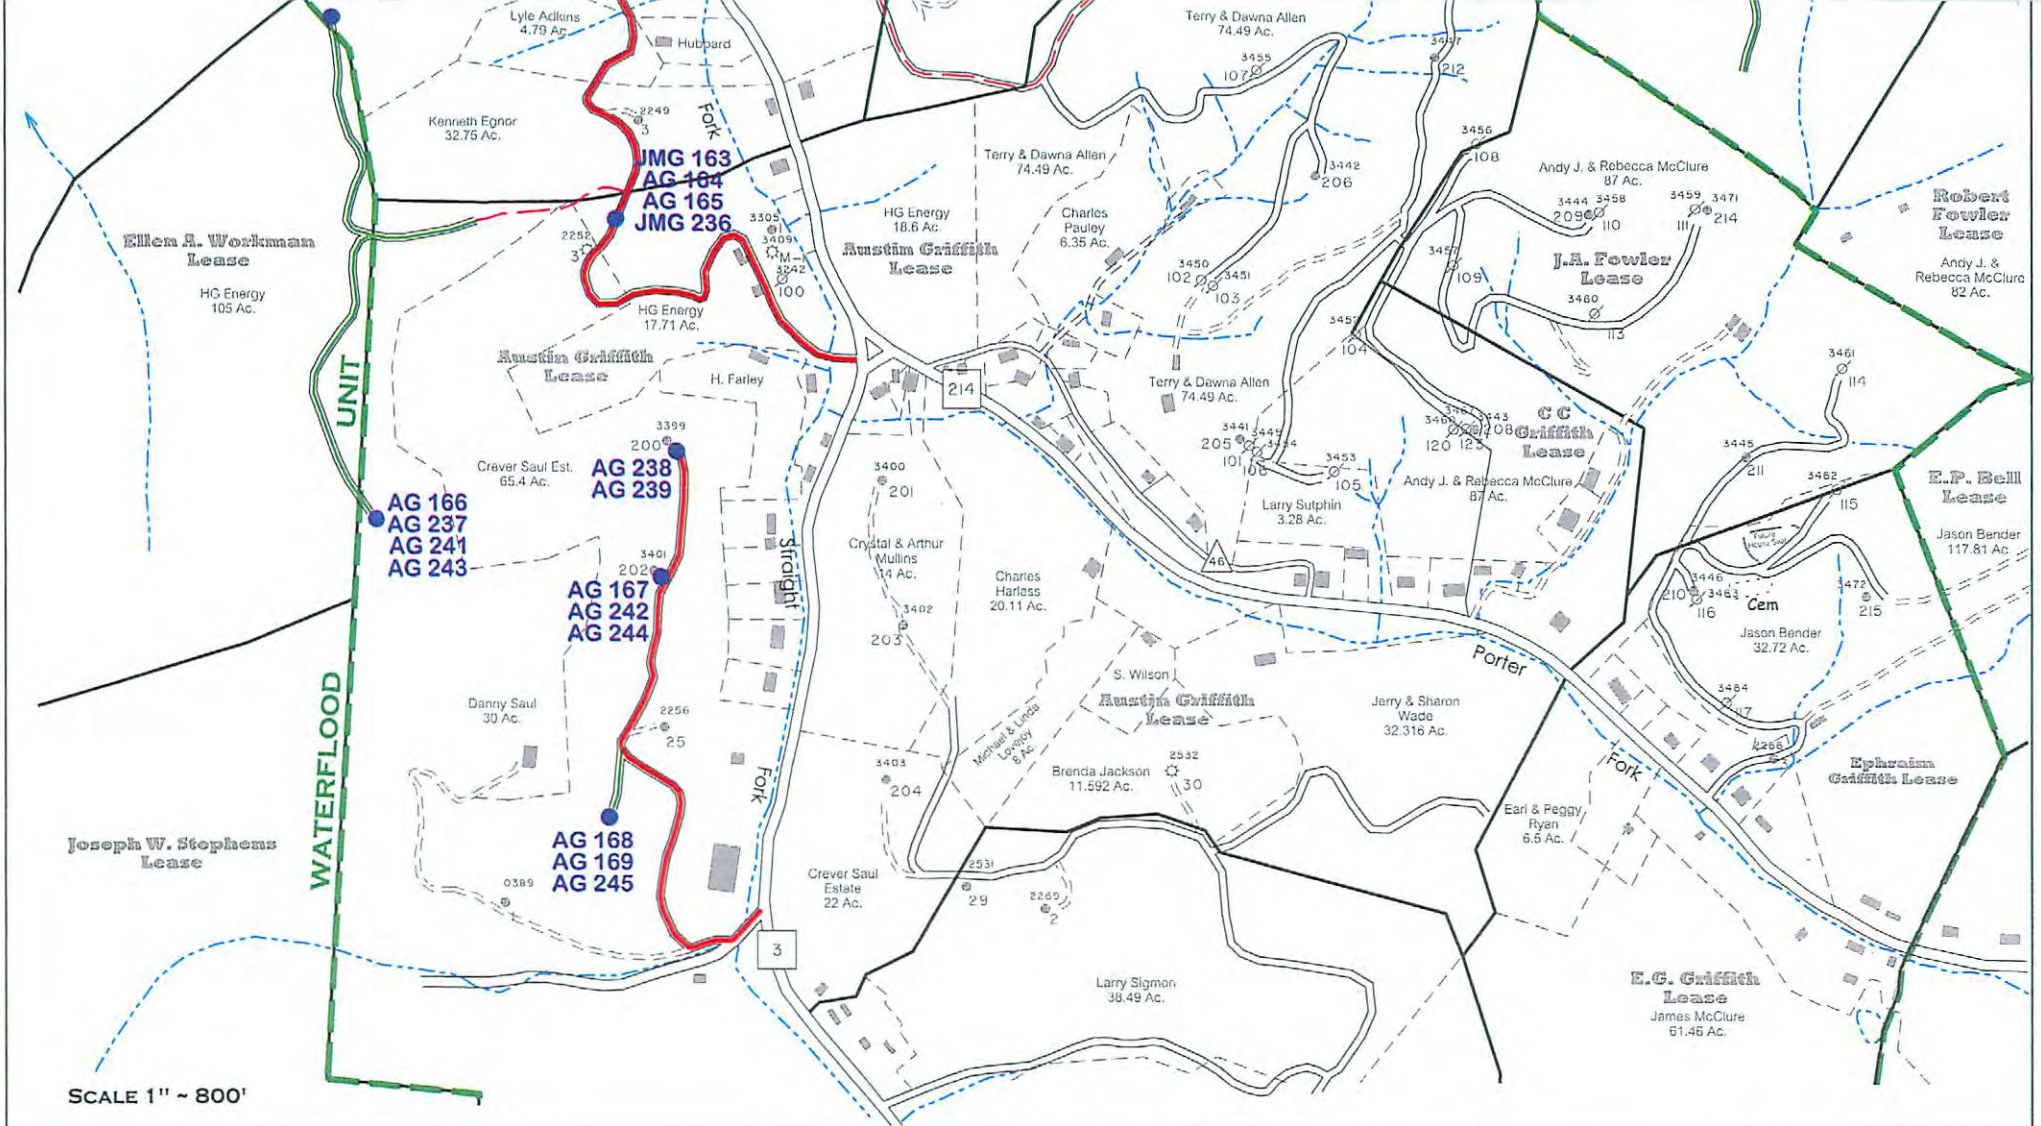 Lyle Adkins
4.79 Ac.
Hubbard
Terry & Dawna Allen
74.49 Ac.
3455
107
3447
212
Kenneth Egnor
32.75 Ac.
2249
3
Fork
JMG 163
AG 164
AG 165
JMG 236
Terry & Dawna Allen
74.49 Ac.
3442
206
3456
108
Andy J. & Rebecca McClure
87 Ac.
3444
3458
209
110
3459
3471
111
214
Robert
Fowler
Lease
Andy J. &
Rebecca McClure
82 Ac.
Ellen A. Workman
Lease
HG Energy
105 Ac.
2252
3
3305
3409
M-1
3242
100
HG Energy
18.6 Ac.
Austin Griffith
Lease
Charles
Pauley
6.35 Ac.
3450
102
3451
103
3457
109
J.A. Fowler
Lease
3460
113
HG Energy
17.71 Ac.
104
Austin Griffith
Lease
H. Farley
214
Terry & Dawna Allen
74.49 Ac.
3461
114
UNIT
3399
200
AG 238
AG 239
Crever Saul Est.
65.4 Ac.
3441
205
101
3453
105
3443
208
120
C C
Griffith
Lease
Andy J. & Rebecca McClure
87 Ac.
3445
211
3462
115
E.P. Bell
Lease
Jason Bender
117.81 Ac
AG 166
AG 237
AG 241
AG 243
3400
201
Larry Sutphin
3.28 Ac.
46
3401
202
AG 167
AG 242
AG 244
Straight
Crystal & Arthur
Mullins
14 Ac.
Charles
Harless
20.11 Ac.
3402
203
3446
210
3463
116
Cem
3472
215
Jason Bender
32.72 Ac.
Porter
WATERFLOOD
Danny Saul
30 Ac.
2256
25
S. Wilson
Austin Griffith
Lease
Michael & Linda
Lovejoy
8 Ac.
Jerry & Sharon
Wade
32.316 Ac.
3464
117
Fork
Fork
3403
204
Brenda Jackson
11.592 Ac.
2532
30
Ephraim
Griffith Lease
Earl & Peggy
Ryan
6.5 Ac.
Joseph W. Stephens
Lease
AG 168
AG 169
AG 245
0389
Crever Saul
Estate
22 Ac.
2531
29
2269
2
3
Larry Sigmon
38.49 Ac.
E.G. Griffith
Lease
James McClure
61.46 Ac.
SCALE 1" ~ 800'